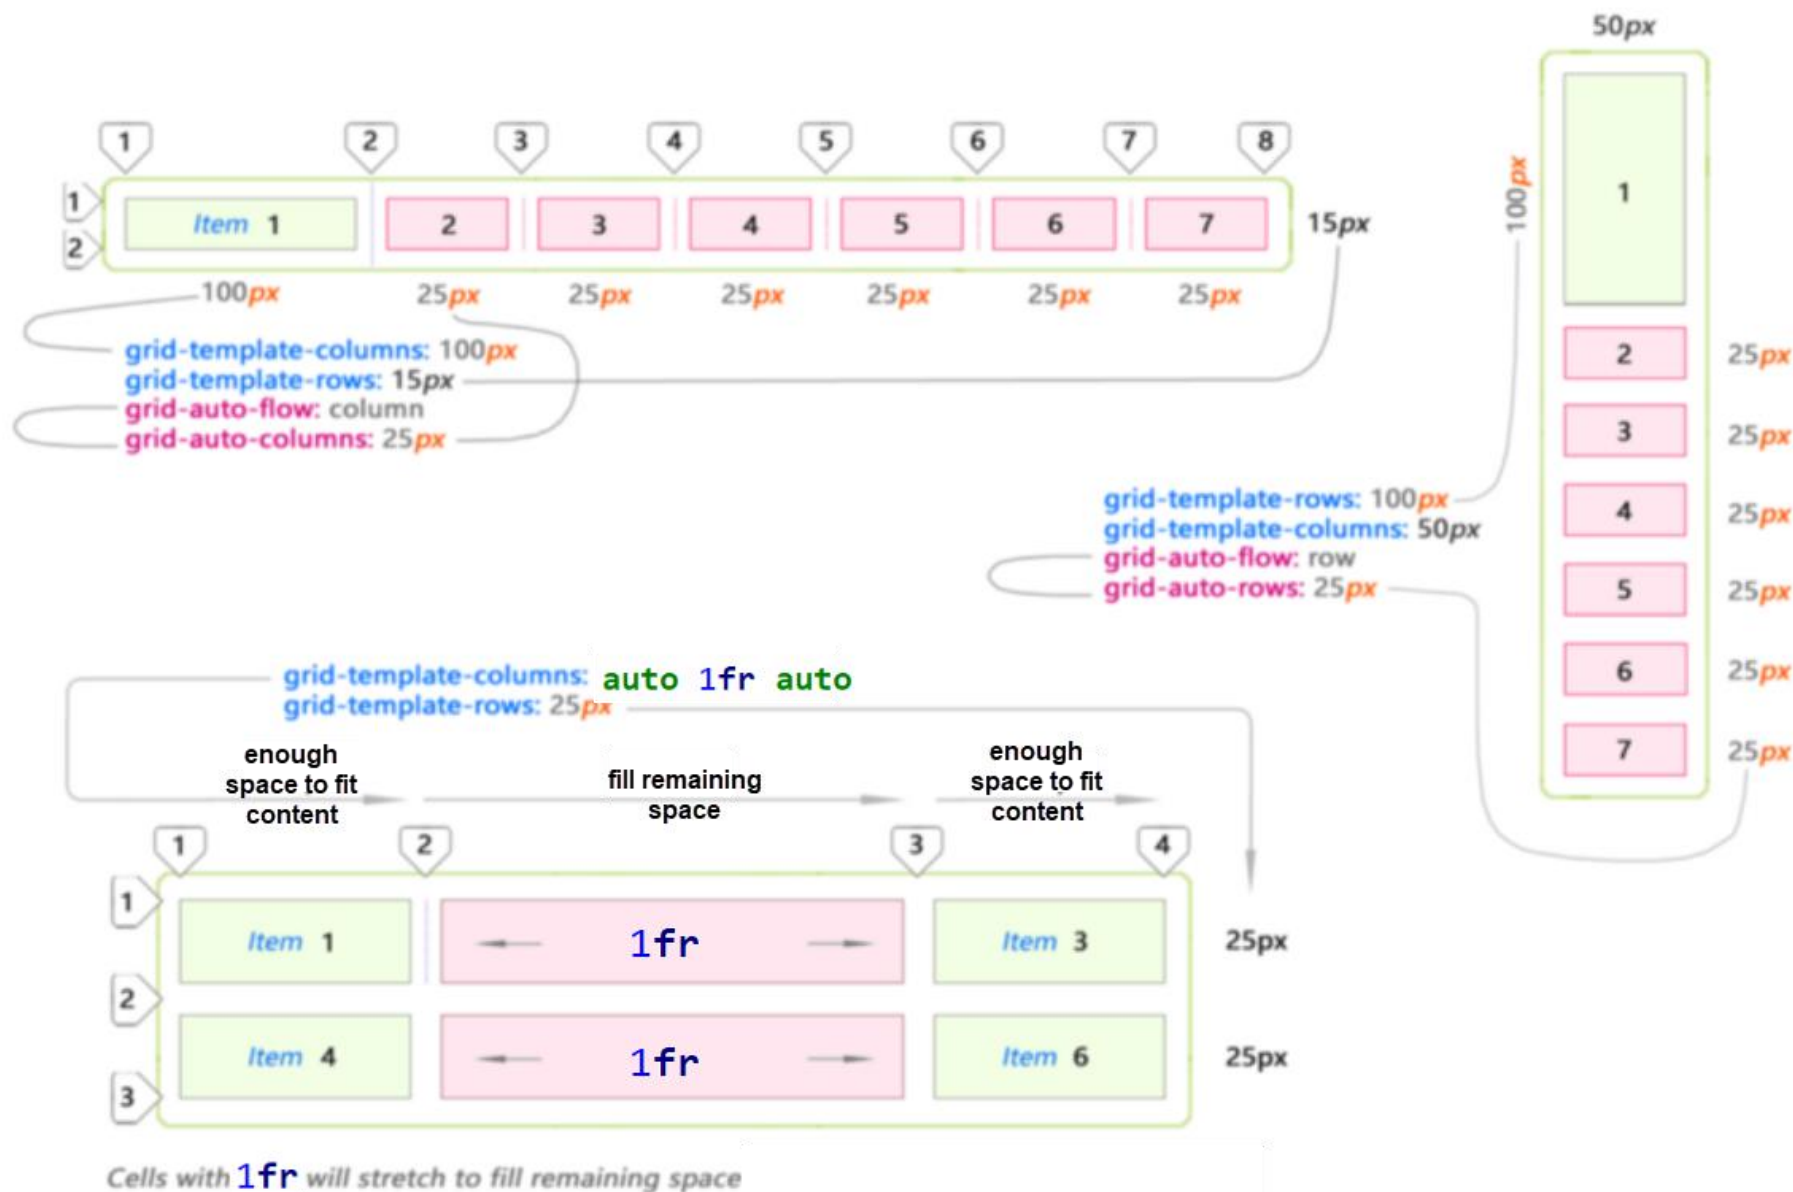 1 2 3 4 5 6 7 8
1
2
Item 1 2 3 4 5 6 7
15px
100px 25px 25px 25px 25px 25px 25px
grid-template-columns: 100px
grid-template-rows: 15px
grid-auto-flow: column
grid-auto-columns: 25px
50px
100px
1
2 25px
3 25px
4 25px
5 25px
6 25px
7 25px
grid-template-rows: 100px
grid-template-columns: 50px
grid-auto-flow: row
grid-auto-rows: 25px
grid-template-columns: auto 1fr auto
grid-template-rows: 25px
enough
space to fit
content
fill remaining
space
enough
space to fit
content
1 2 3 4
1
2
3
Item 1 1fr Item 3 25px
Item 4 1fr Item 6 25px
Cells with 1fr will stretch to fill remaining space